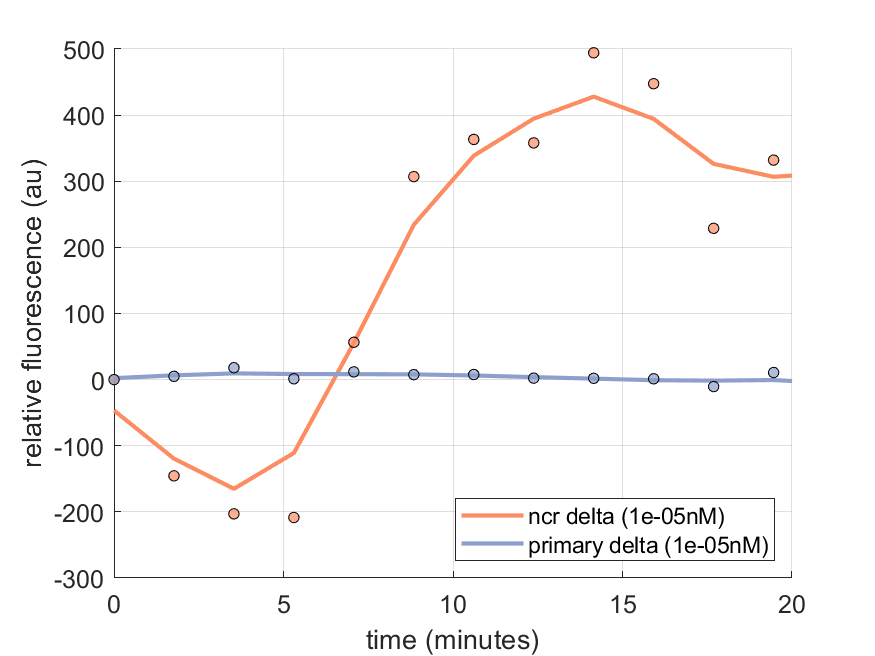 500
400
300
200
100
0
-100
-200
-300
0 5 10 15 20
relative fluorescence (au)
time (minutes)
ncr delta (1e-05nM)
primary delta (1e-05nM)